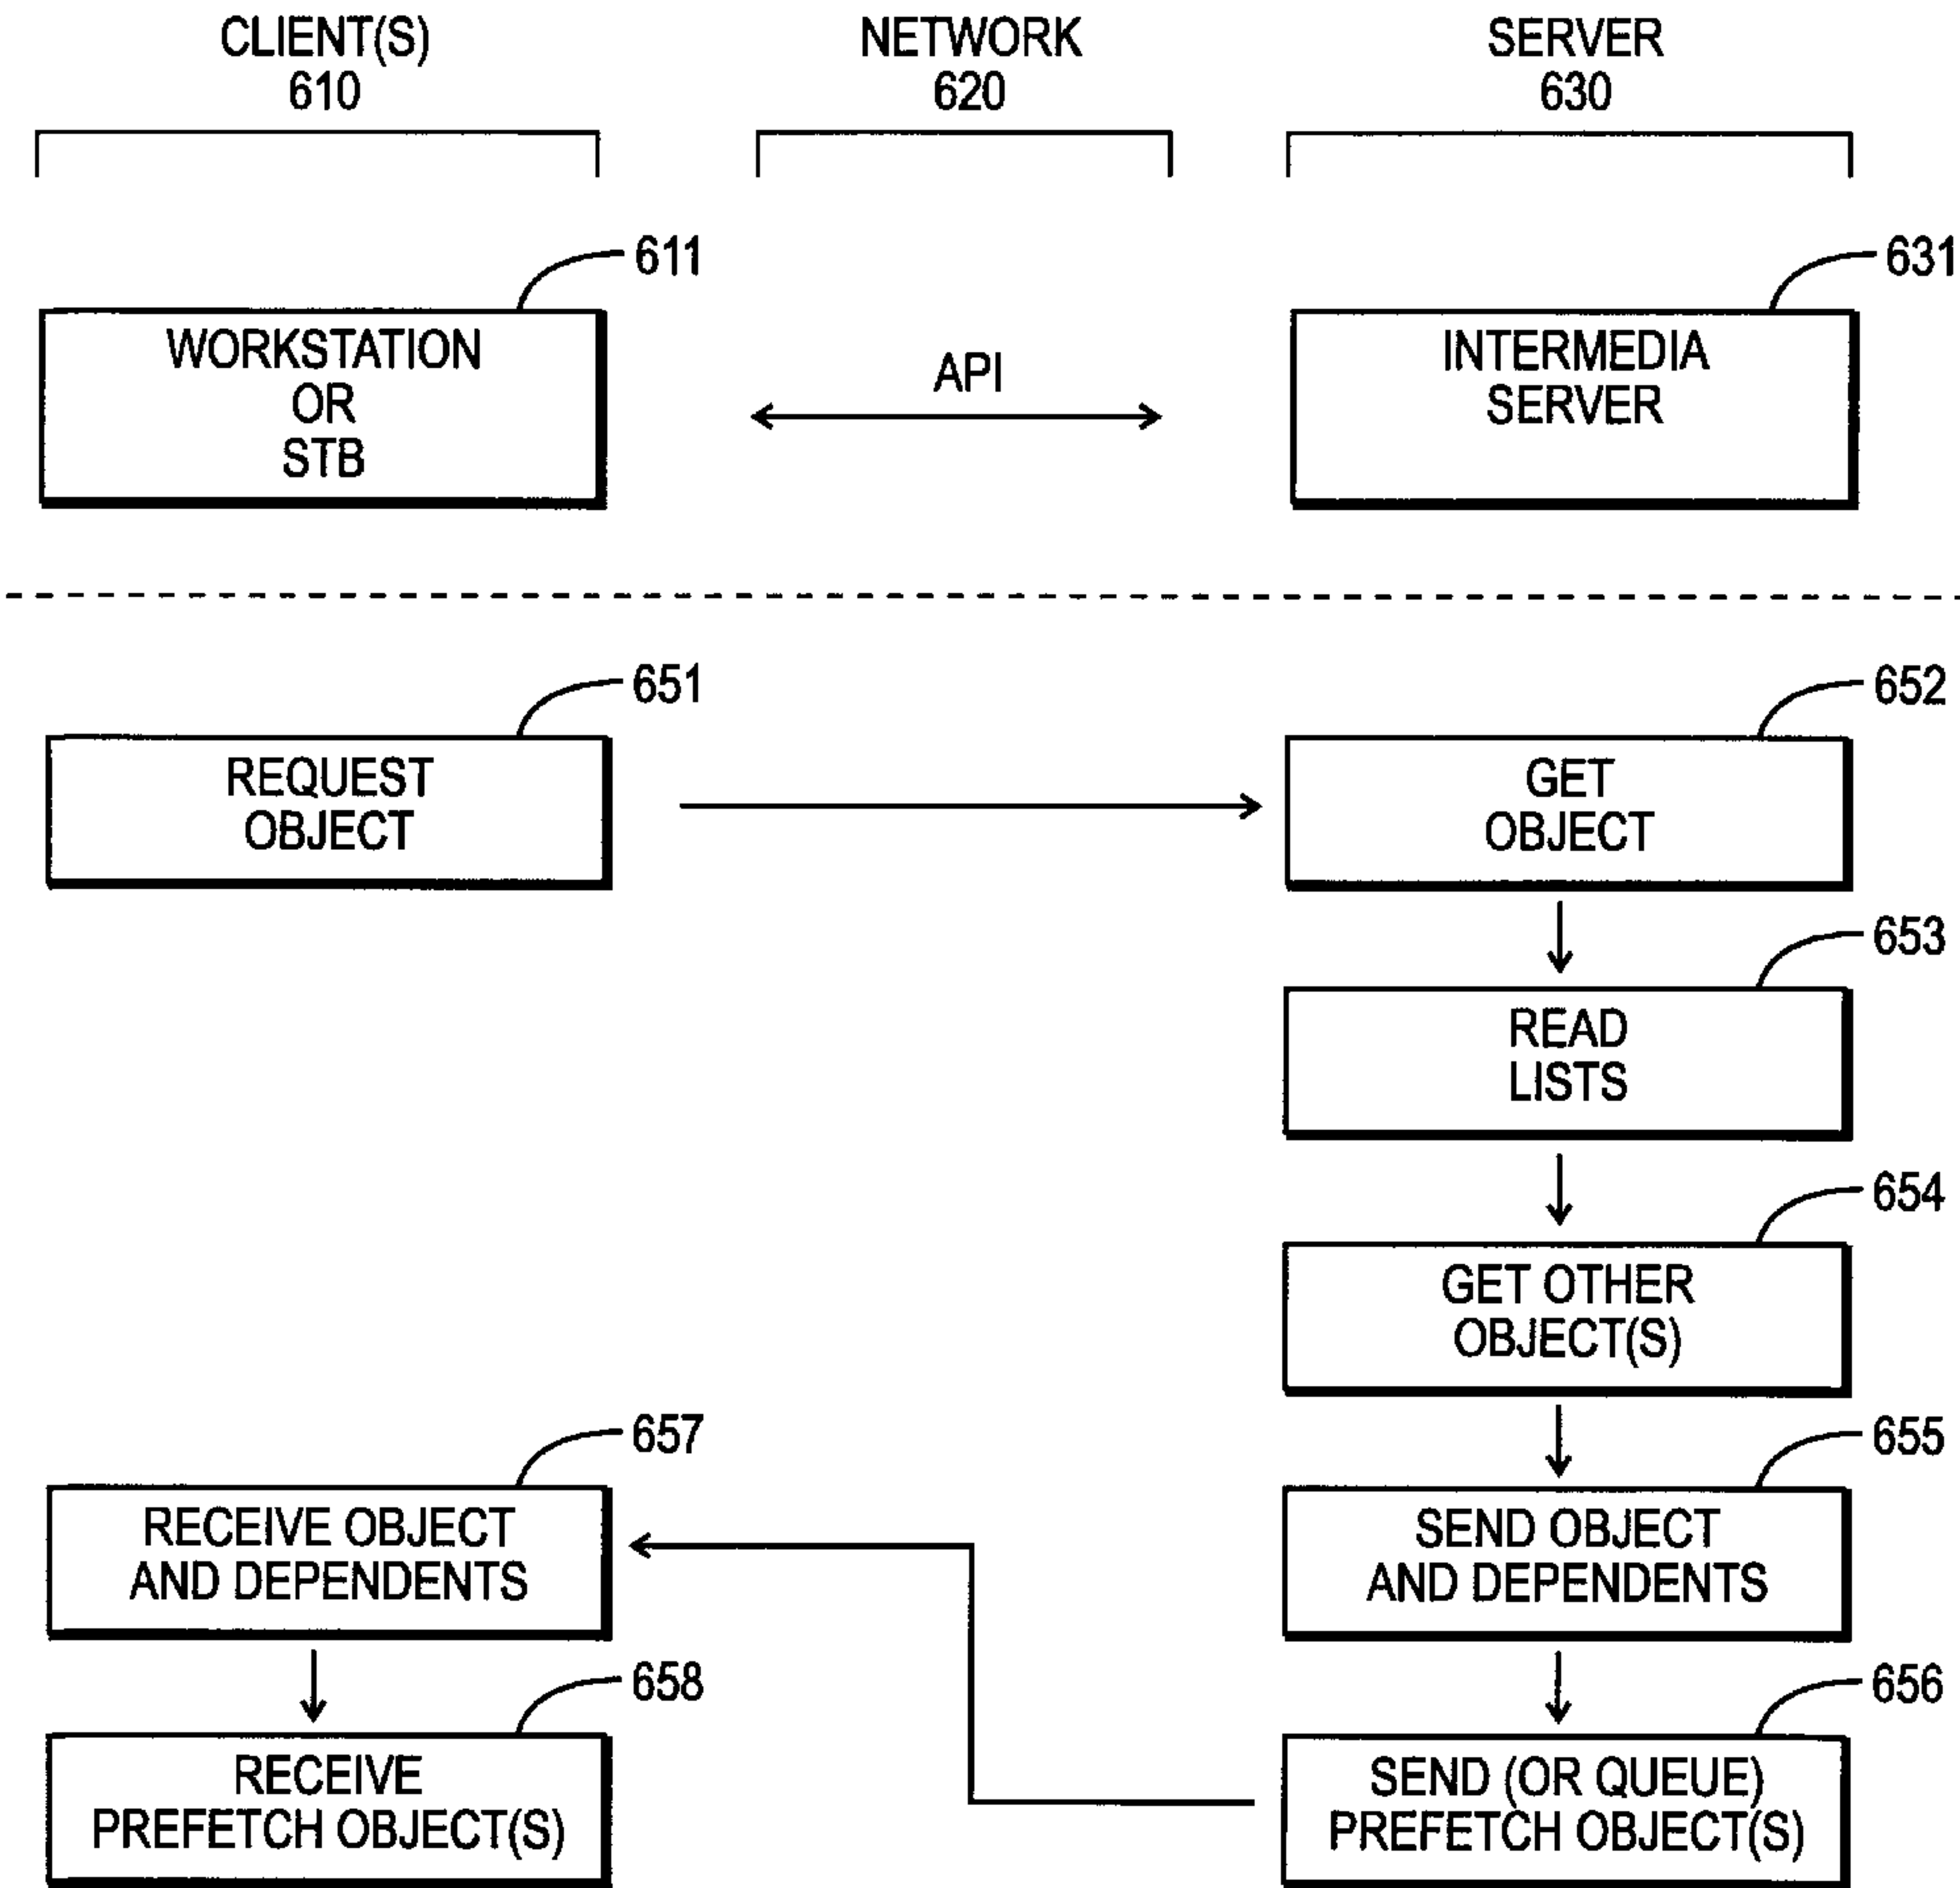 CLIENT(S)
610
NETWORK
620
SERVER
630
611
631
WORKSTATION
OR
STB
API
INTERMEDIA
SERVER
651
652
REQUEST
OBJECT
GET
OBJECT
653
READ
LISTS
654
GET OTHER
OBJECT(S)
657
655
RECEIVE OBJECT
AND DEPENDENTS
SEND OBJECT
AND DEPENDENTS
658
656
RECEIVE
PREFETCH OBJECT(S)
SEND (OR QUEUE)
PREFETCH OBJECT(S)